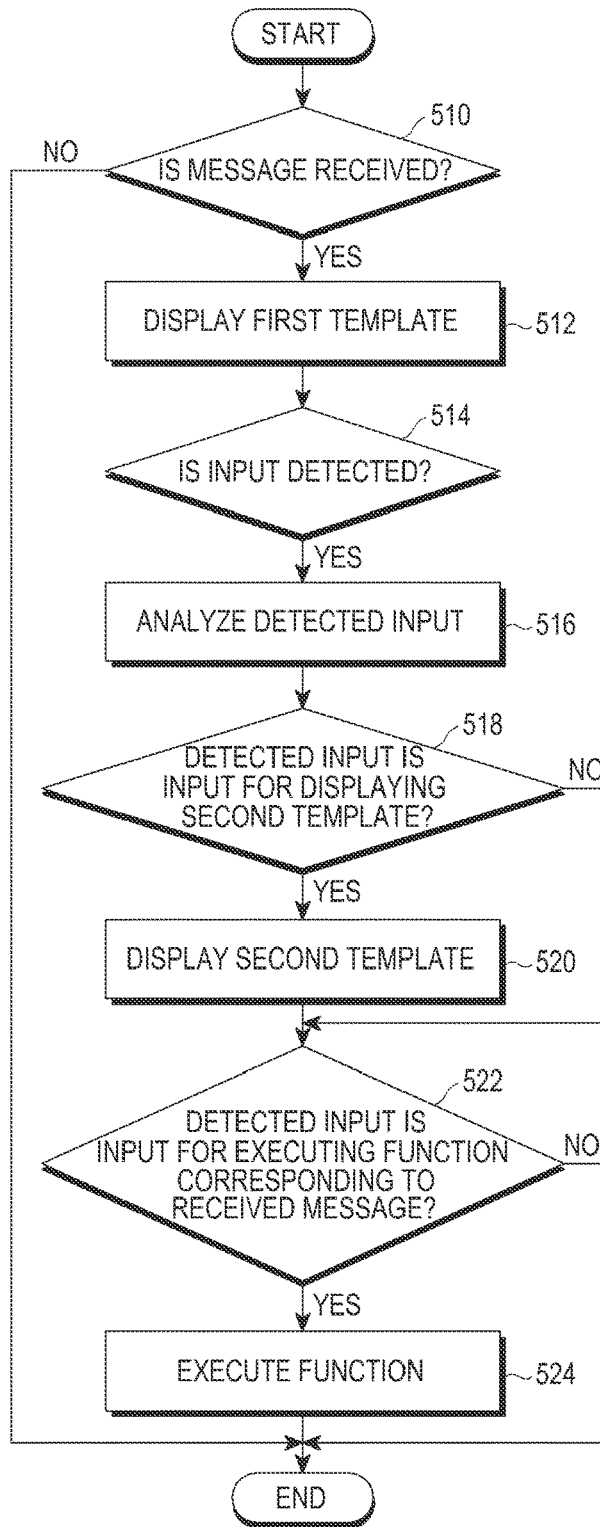 START
510
NO
IS MESSAGE RECEIVED?
YES
DISPLAY FIRST TEMPLATE
512
514
IS INPUT DETECTED?
YES
ANALYZE DETECTED INPUT
516
518
DETECTED INPUT IS
INPUT FOR DISPLAYING
SECOND TEMPLATE?
NO
YES
DISPLAY SECOND TEMPLATE
520
522
DETECTED INPUT IS
INPUT FOR EXECUTING FUNCTION
CORRESPONDING TO
RECEIVED MESSAGE?
NO
YES
EXECUTE FUNCTION
524
END